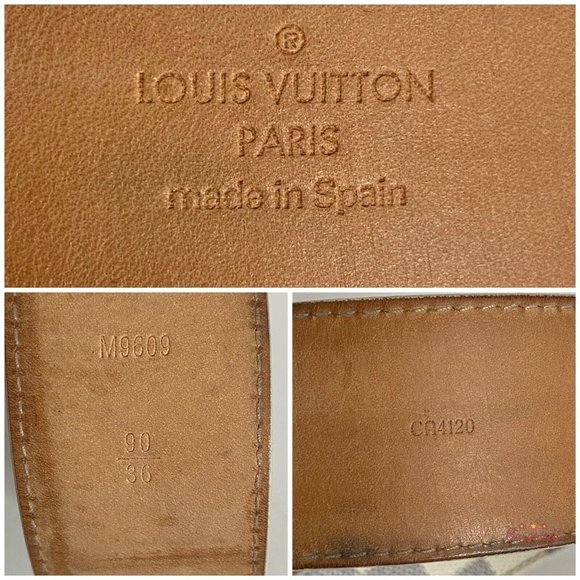 ®
LOUIS VUITTON
PARIS
made in Spain
M9609
90
36
CA4120